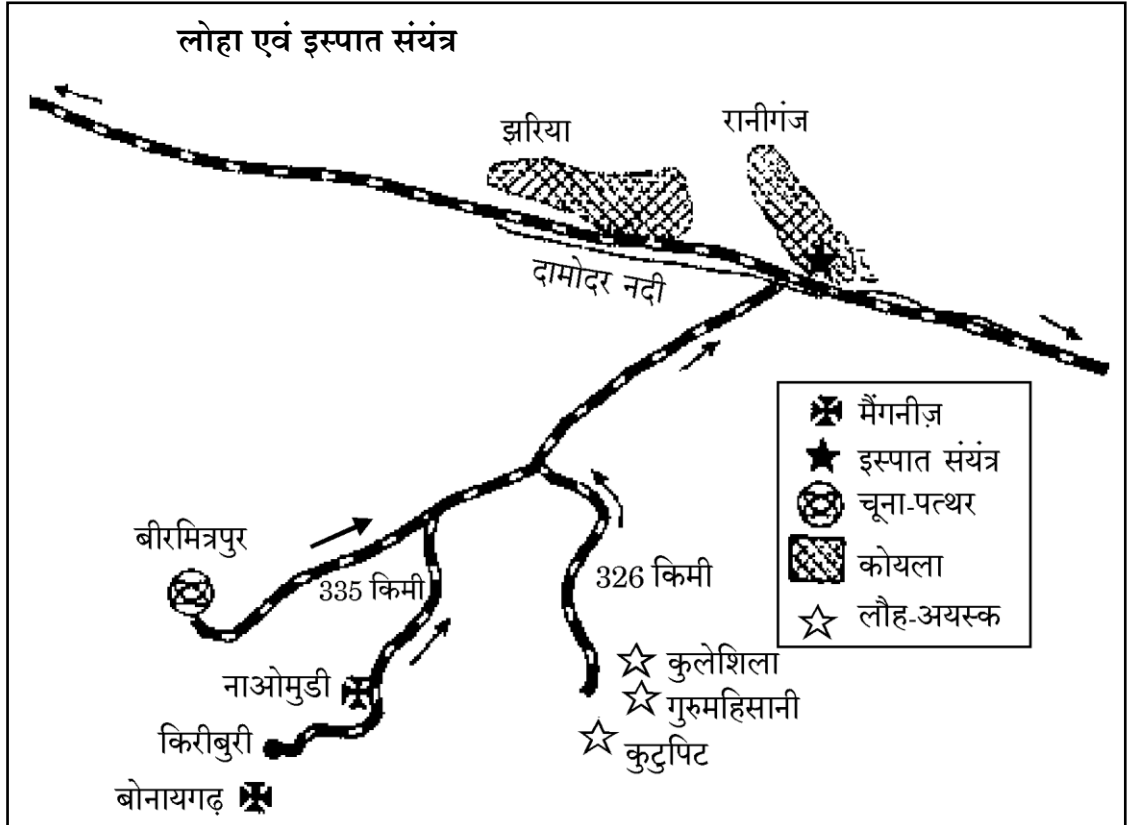 लोहा एवं इस्पात संयंत्र
झरिया
रानीगंज
दामोदर नदी
मैंगनीज़
इस्पात संयंत्र
चूना-पत्थर
कोयला
लौह-अयस्क
बीरमित्रपुर
335 किमी
326 किमी
नाओमुडी
किरीबुरी
बोनायगढ़
कुलेशिला
गुरुमहिसानी
कुटुपिट